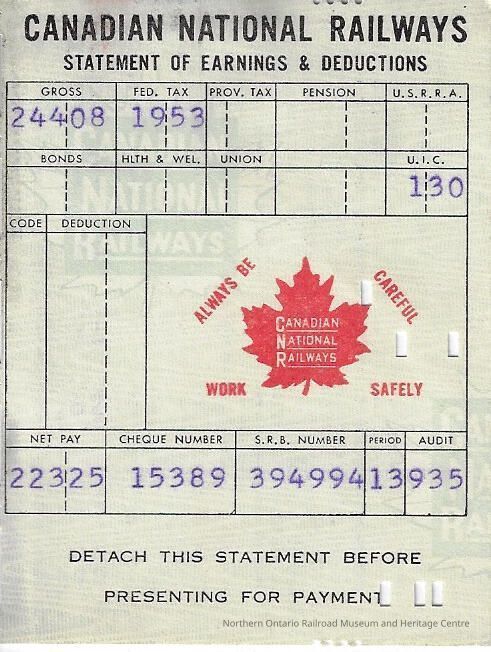 CANADIAN NATIONAL RAILWAYS
STATEMENT OF EARNINGS & DEDUCTIONS
GROSS FED. TAX PROV. TAX PENSION U.S.R.R.A.
24408 1953
BONDS HLTH & WEL. UNION U.I.C.
130
CODE DEDUCTION
ALWAYS BE CAREFUL
CANADIAN
NATIONAL
RAILWAYS
WORK SAFELY
NET PAY CHEQUE NUMBER S.R.B. NUMBER PERIOD AUDIT
22325 15389 394994 13 935
DETACH THIS STATEMENT BEFORE
PRESENTING FOR PAYMENT
Northern Ontario Railroad Museum and Heritage Centre